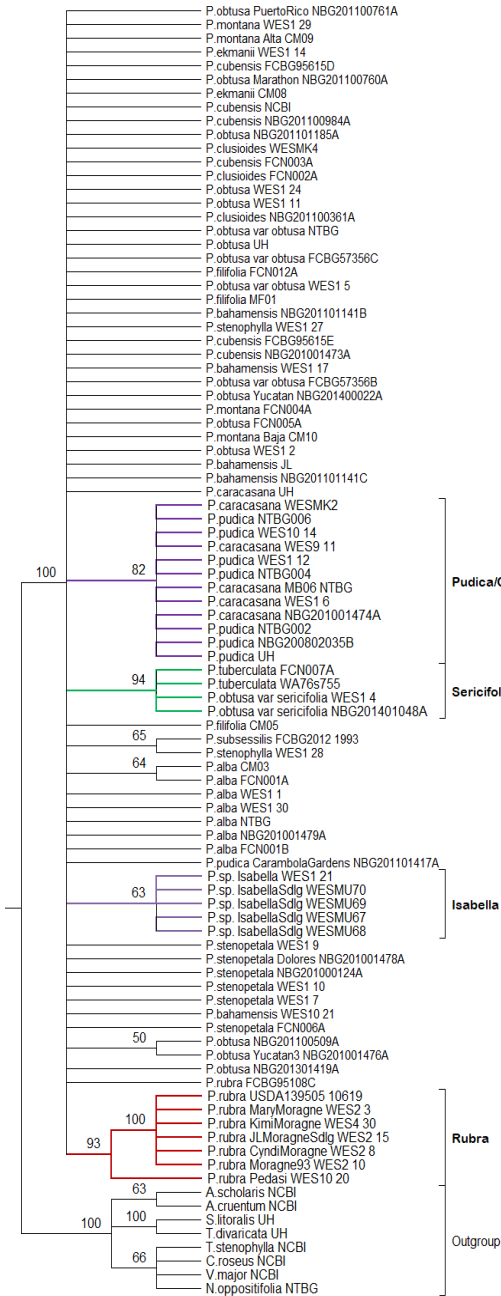 P.obtusa PuertoRico NBG201100761A
P.montana WES1 29
P.montana Alta CM09
P.ekmanii WES1 14
P.cubensis FCBG95615D
P.obtusa Marathon NBG201100760A
P.ekmanii CM08
P.cubensis NCBI
P.cubensis NBG201100984A
P.obtusa NBG201101185A
P.clusioides WESMK4
P.cubensis FCN003A
P.clusioides FCN002A
P.obtusa WES1 24
P.obtusa WES1 11
P.clusioides NBG201100361A
P.obtusa var obtusa NTBG
P.obtusa UH
P.obtusa var obtusa FCBG57356C
P.filifolia FCN012A
P.obtusa var obtusa WES1 5
P.filifolia MF01
P.bahamensis NBG201101141B
P.stenophylla WES1 27
P.cubensis FCBG95615E
P.cubensis NBG201001473A
P.bahamensis WES1 17
P.obtusa var obtusa FCBG57356B
P.obtusa Yucatan NBG201400022A
P.montana FCN004A
P.obtusa FCN005A
P.montana Baja CM10
P.obtusa WES1 2
P.bahamensis JL
P.bahamensis NBG201101141C
P.caracasana UH
P.caracasana WESMK2
P.pudica NTBG006
P.pudica WES10 14
P.caracasana WES9 11
P.pudica WES1 12
P.pudica NTBG004
P.caracasana MB06 NTBG
P.caracasana WES1 6
P.caracasana NBG201001474A
P.pudica NTBG002
P.pudica NBG200802035B
P.pudica UH
100
82
Pudica/C
P.tuberculata FCN007A
P.tuberculata WA76s755
P.obtusa var sericifolia WES1 4
P.obtusa var sericifolia NBG201401048A
94
Sericifol
P.filifolia CM05
65
P.subsessilis FCBG2012 1993
P.stenophylla WES1 28
64
P.alba CM03
P.alba FCN001A
P.alba WES1 1
P.alba WES1 30
P.alba NTBG
P.alba NBG201001479A
P.alba FCN001B
P.pudica CarambolaGardens NBG201101417A
P.sp. Isabella WES1 21
P.sp. IsabellaSdlg WESMU70
P.sp. IsabellaSdlg WESMU69
P.sp. IsabellaSdlg WESMU67
P.sp. IsabellaSdlg WESMU68
63
Isabella
P.stenopetala WES1 9
P.stenopetala Dolores NBG201001478A
P.stenopetala NBG201000124A
P.stenopetala WES1 10
P.stenopetala WES1 7
P.bahamensis WES10 21
P.stenopetala FCN006A
50
P.obtusa NBG201100509A
P.obtusa Yucatan3 NBG201001476A
P.obtusa NBG201301419A
P.rubra FCBG95108C
P.rubra USDA139505 10619
P.rubra MaryMoragne WES2 3
P.rubra KimiMoragne WES4 30
P.rubra JLMoragneSdlg WES2 15
P.rubra CyndiMoragne WES2 8
P.rubra Moragne93 WES2 10
P.rubra Pedasi WES10 20
100
93
Rubra
63
A.scholaris NCBI
A.cruentum NCBI
100
100
S.litoralis UH
T.divaricata UH
66
T.stenophylla NCBI
C.roseus NCBI
V.major NCBI
N.oppositifolia NTBG
Outgroup